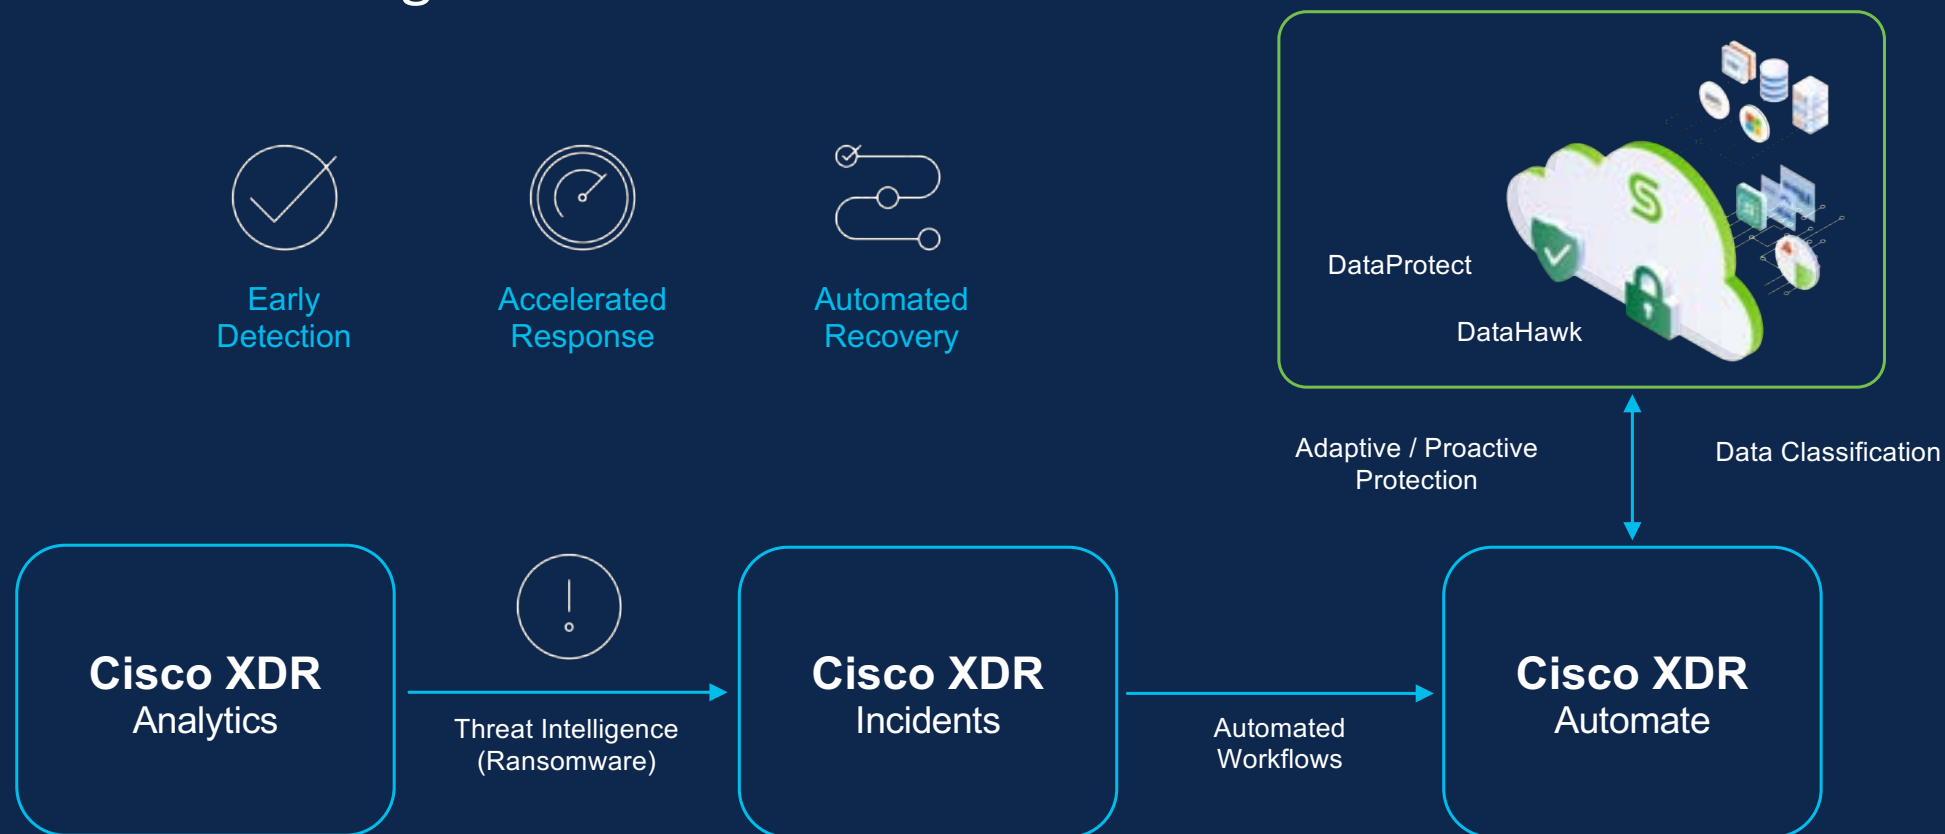 Early
Detection
Accelerated
Response
Automated
Recovery
DataProtect
DataHawk
Adaptive / Proactive
Protection
Data Classification
Cisco XDR
Analytics
Threat Intelligence
(Ransomware)
Cisco XDR
Incidents
Automated
Workflows
Cisco XDR
Automate